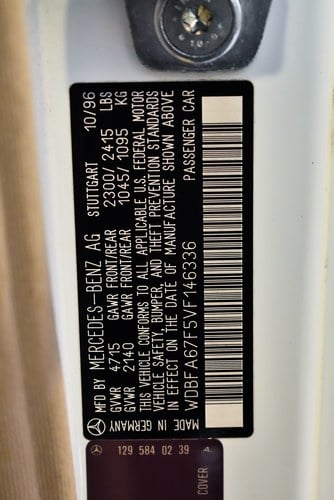 MFD BY MERCEDES-BENZ AG STUTTGART 10/96
GVWR 4715 GAWR FRONT/REAR 2300/2415 LBS
GVWR 2140 GAWR FRONT/REAR 1045/1095 KG
THIS VEHICLE CONFORMS TO ALL APPLICABLE U.S. FEDERAL MOTOR
VEHICLE SAFETY, BUMPER, AND THEFT PREVENTION STANDARDS
IN EFFECT ON THE DATE OF MANUFACTURE SHOWN ABOVE
WDBFA67F5VF146336 PASSENGER CAR
MADE IN GERMANY
129 584 02 39 A
COVER